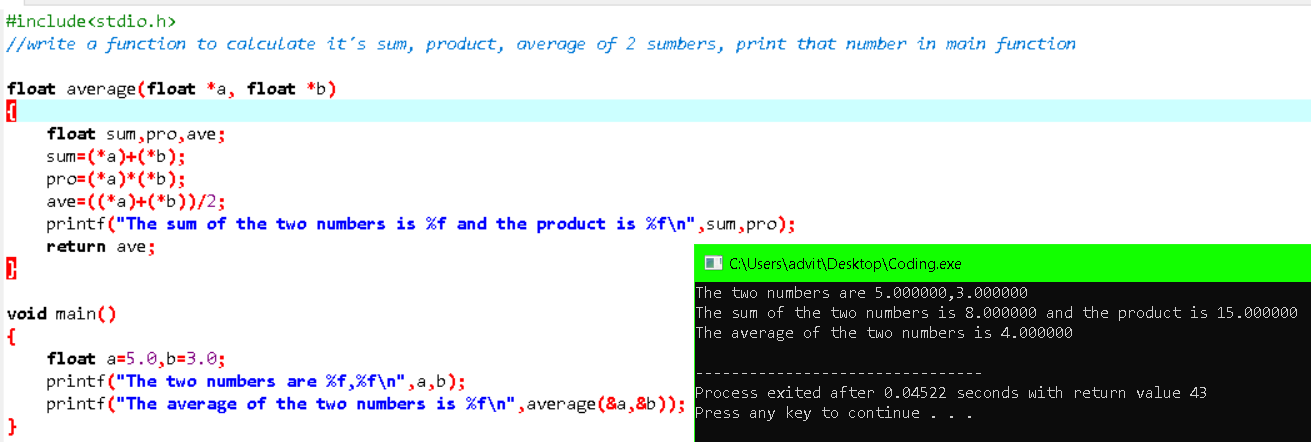 #include<stdio.h>
//write a function to calculate it's sum, product, average of 2 sumbers, print that number in main function
float average(float *a, float *b)
{
float sum,pro,ave;
sum=(*a)+(*b);
pro=(*a)*(*b);
ave=((*a)+(*b))/2;
printf("The sum of the two numbers is %f and the product is %f\n",sum,pro);
return ave;
}
void main()
{
float a=5.0,b=3.0;
printf("The two numbers are %f,%f\n",a,b);
printf("The average of the two numbers is %f\n",average(&a,&b));
}
C:\Users\advit\Desktop\Coding.exe
The two numbers are 5.000000,3.000000
The sum of the two numbers is 8.000000 and the product is 15.000000
The average of the two numbers is 4.000000
--------------------------------
Process exited after 0.04522 seconds with return value 43
Press any key to continue . . .